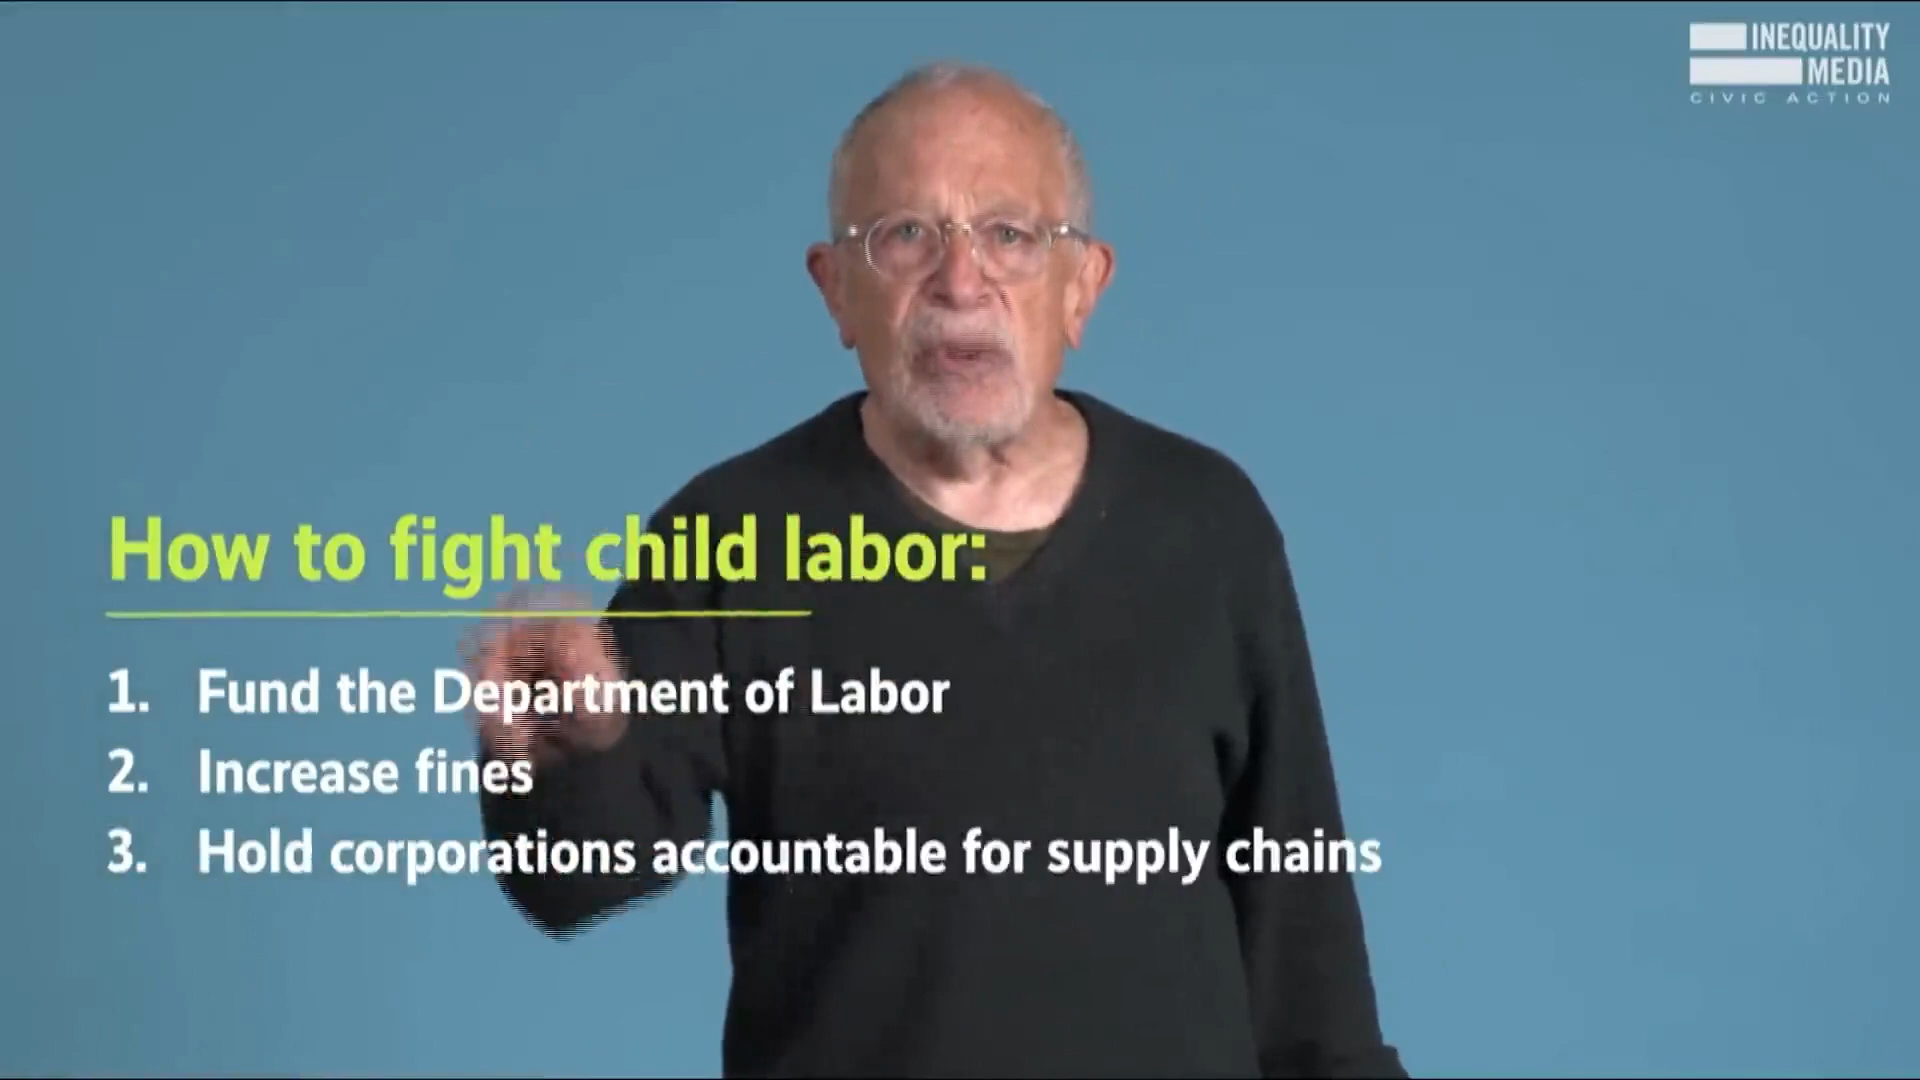 INEQUALITY
MEDIA
CIVIC ACTION
How to fight child labor:
1. Fund the Department of Labor
2. Increase fines
3. Hold corporations accountable for supply chains